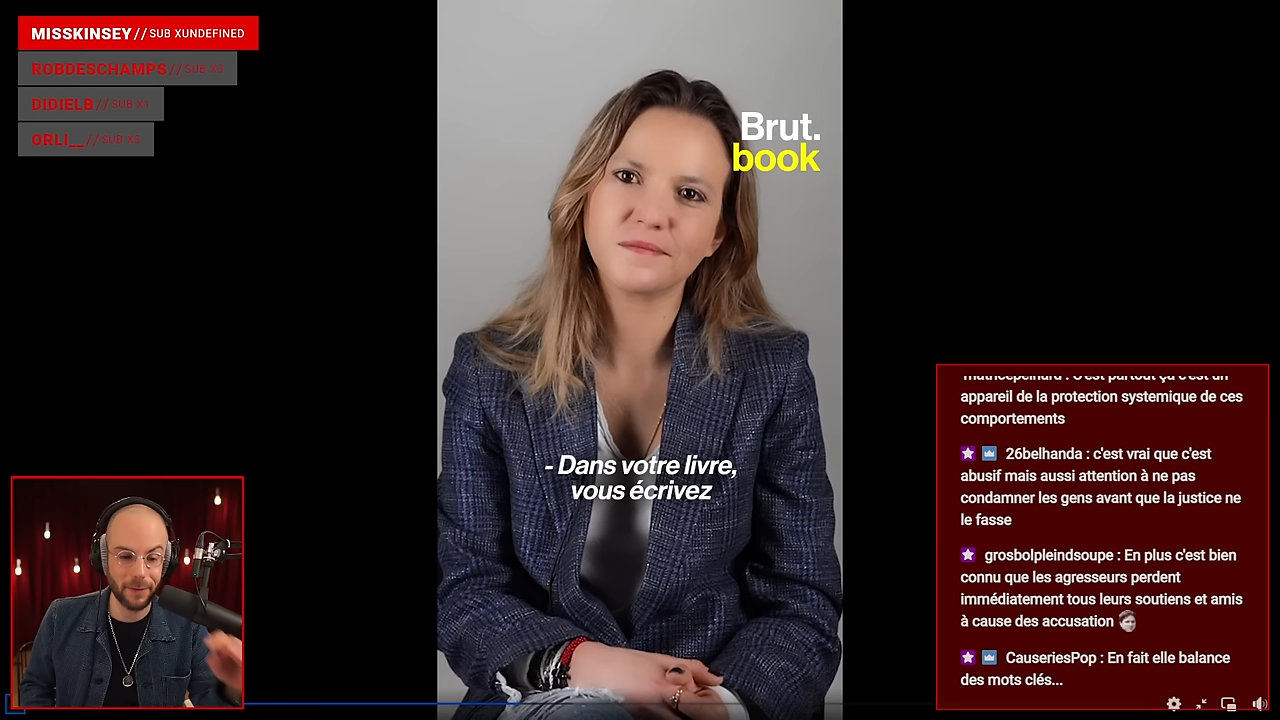 MISSKINSEY//SUB XUNDEFINED
ROBDESCHAMPS//
DIDIELB//SUB X1
ORLI__//
Brut.
book
- Dans votre livre,
vous écrivez
appareil de la protection systemique de ces
comportements
26belhanda : c'est vrai que c'est
abusif mais aussi attention à ne pas
condamner les gens avant que la justice ne
le fasse
grosbolpleindsoupe : En plus c'est bien
connu que les agresseurs perdent
immédiatement tous leurs soutiens et amis
à cause des accusation
CauseriesPop : En fait elle balance
des mots clés...